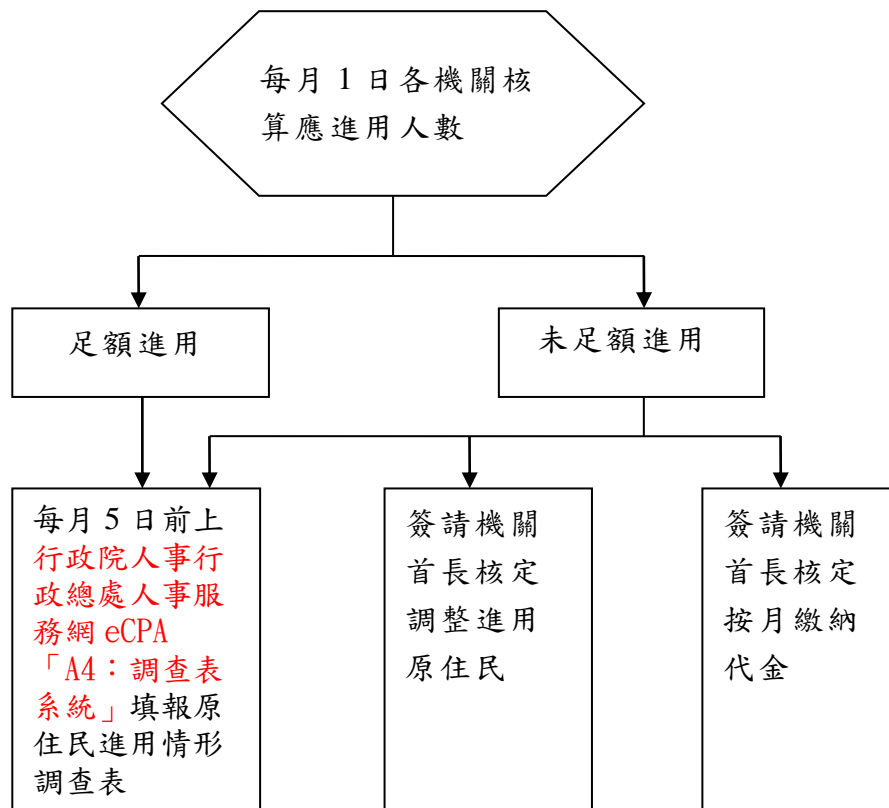 每月 1 日各機關核
算應進用人數
足額進用
未足額進用
每月 5 日前上
行政院人事行
政總處人事服
務網 eCPA
「A4：調查表
系統」填報原
住民進用情形
調查表
簽請機關
首長核定
調整進用
原住民
簽請機關
首長核定
按月繳納
代金